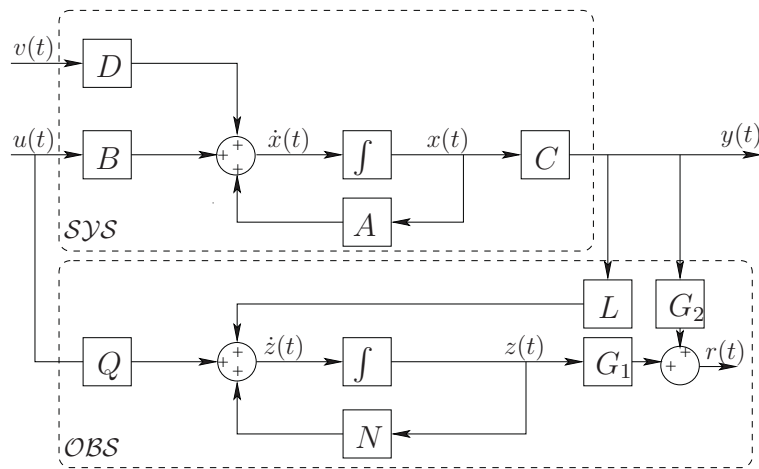 v(t) D
+
u(t) B + + ẋ(t) ∫ x(t) C y(t)
A
SYS
L G₂
+ +
Q + + ż(t) ∫ z(t) G₁ + r(t)
N
OBS